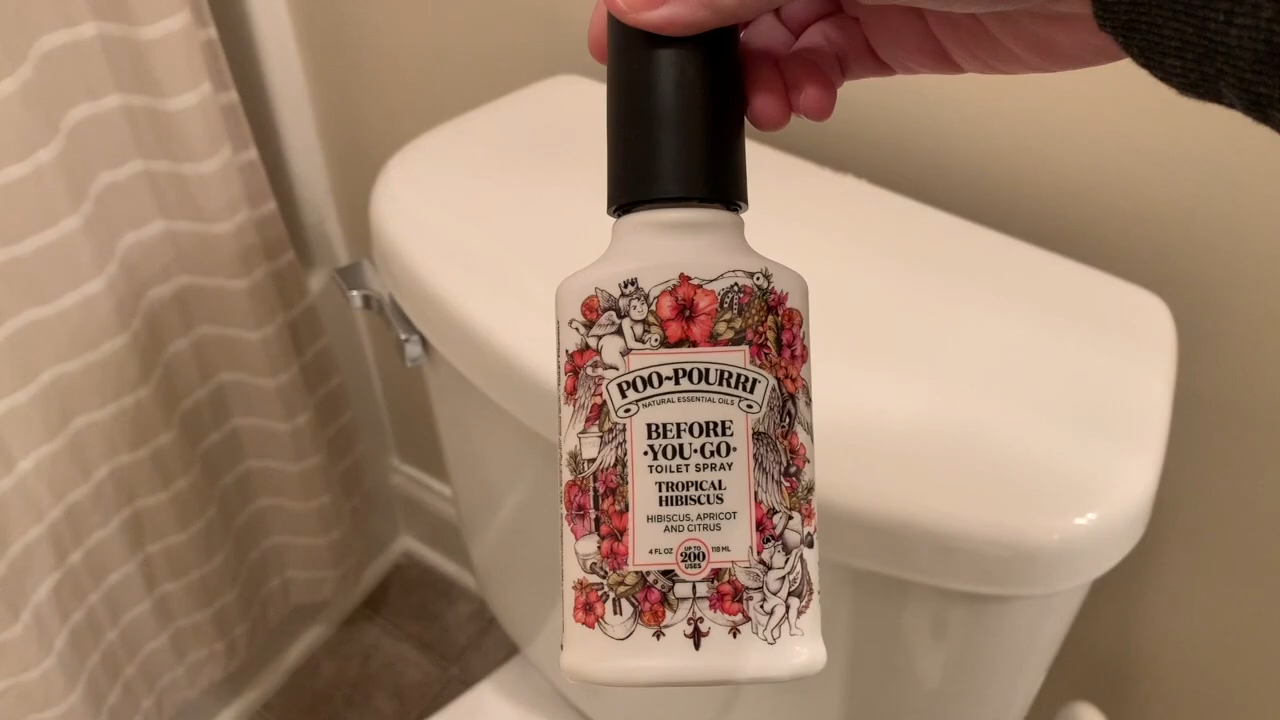 POO~POURRI
NATURAL ESSENTIAL OILS
BEFORE
·YOU·GO·
TOILET SPRAY
TROPICAL
HIBISCUS
HIBISCUS, APRICOT
AND CITRUS
4 FL OZ UP TO 200 USES 118 ML